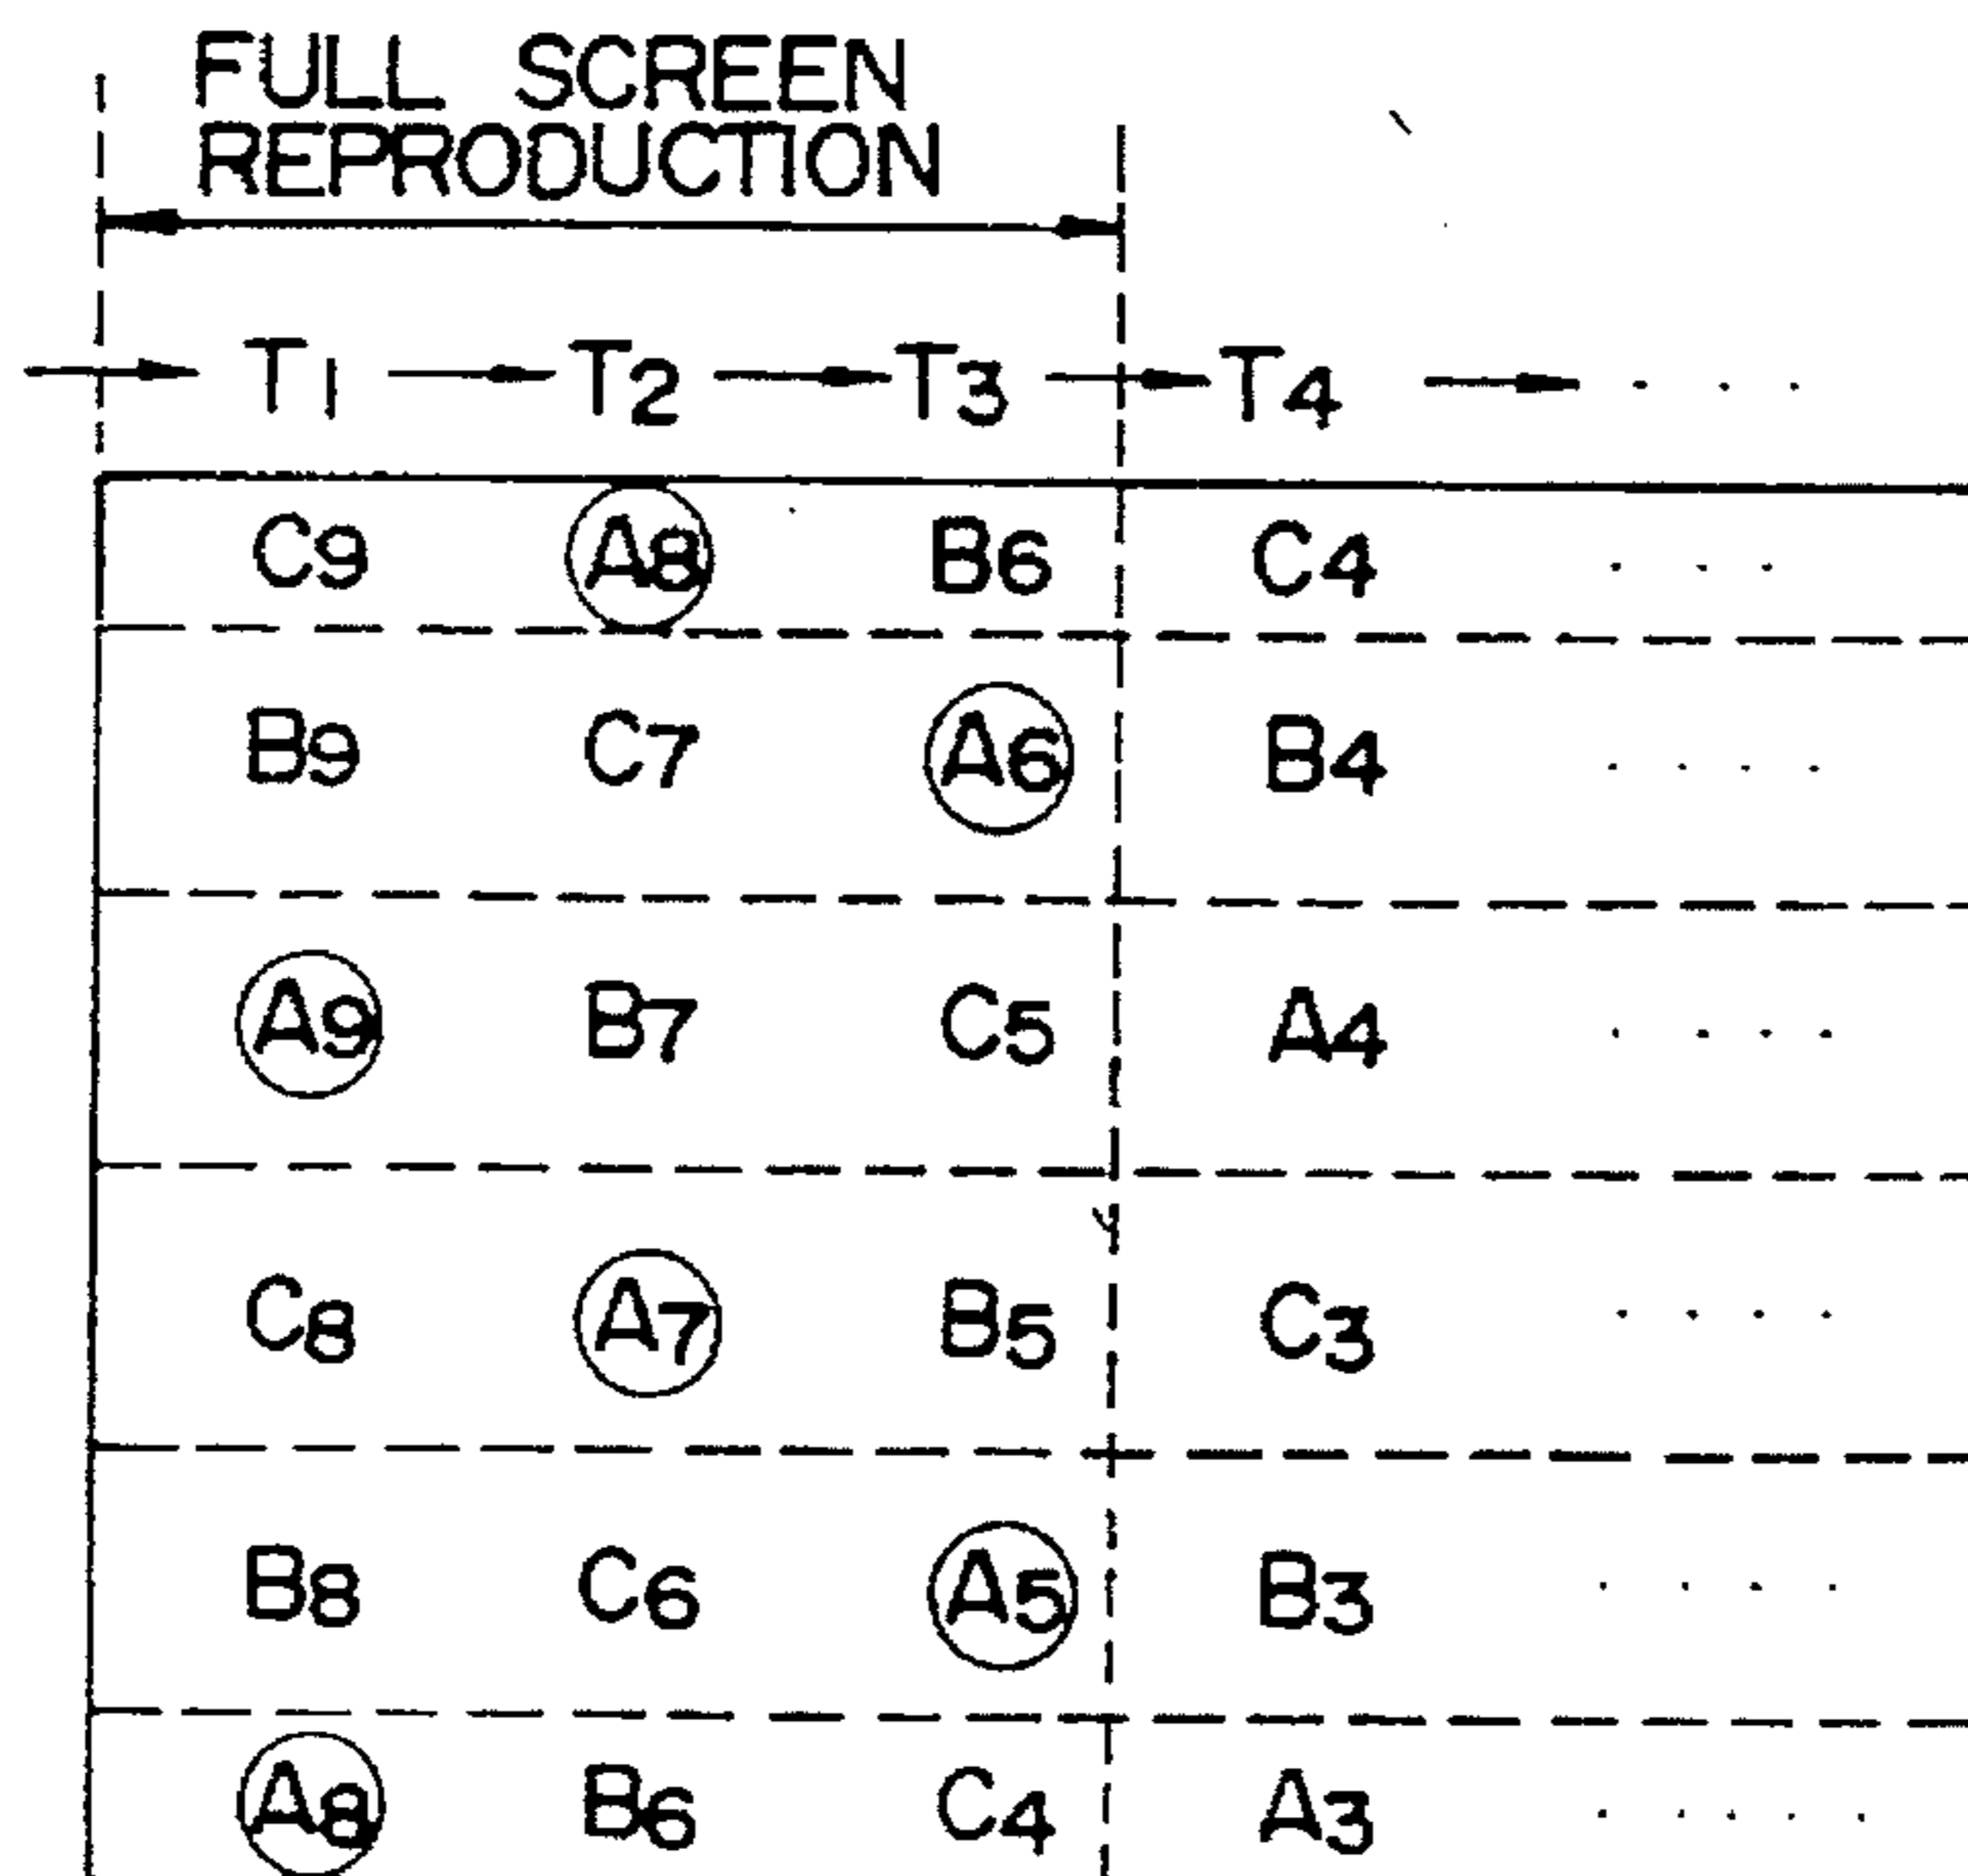 FULL SCREEN
REPRODUCTION
T1 T2 T3 T4 . . .
C9 A8 B6 C4 . . .
B9 C7 A6 B4 . . . .
A9 B7 C5 A4 . . . .
C8 A7 B5 C3 . . . .
B8 C6 A5 B3 . . . .
A8 B6 C4 A3 . . . . .